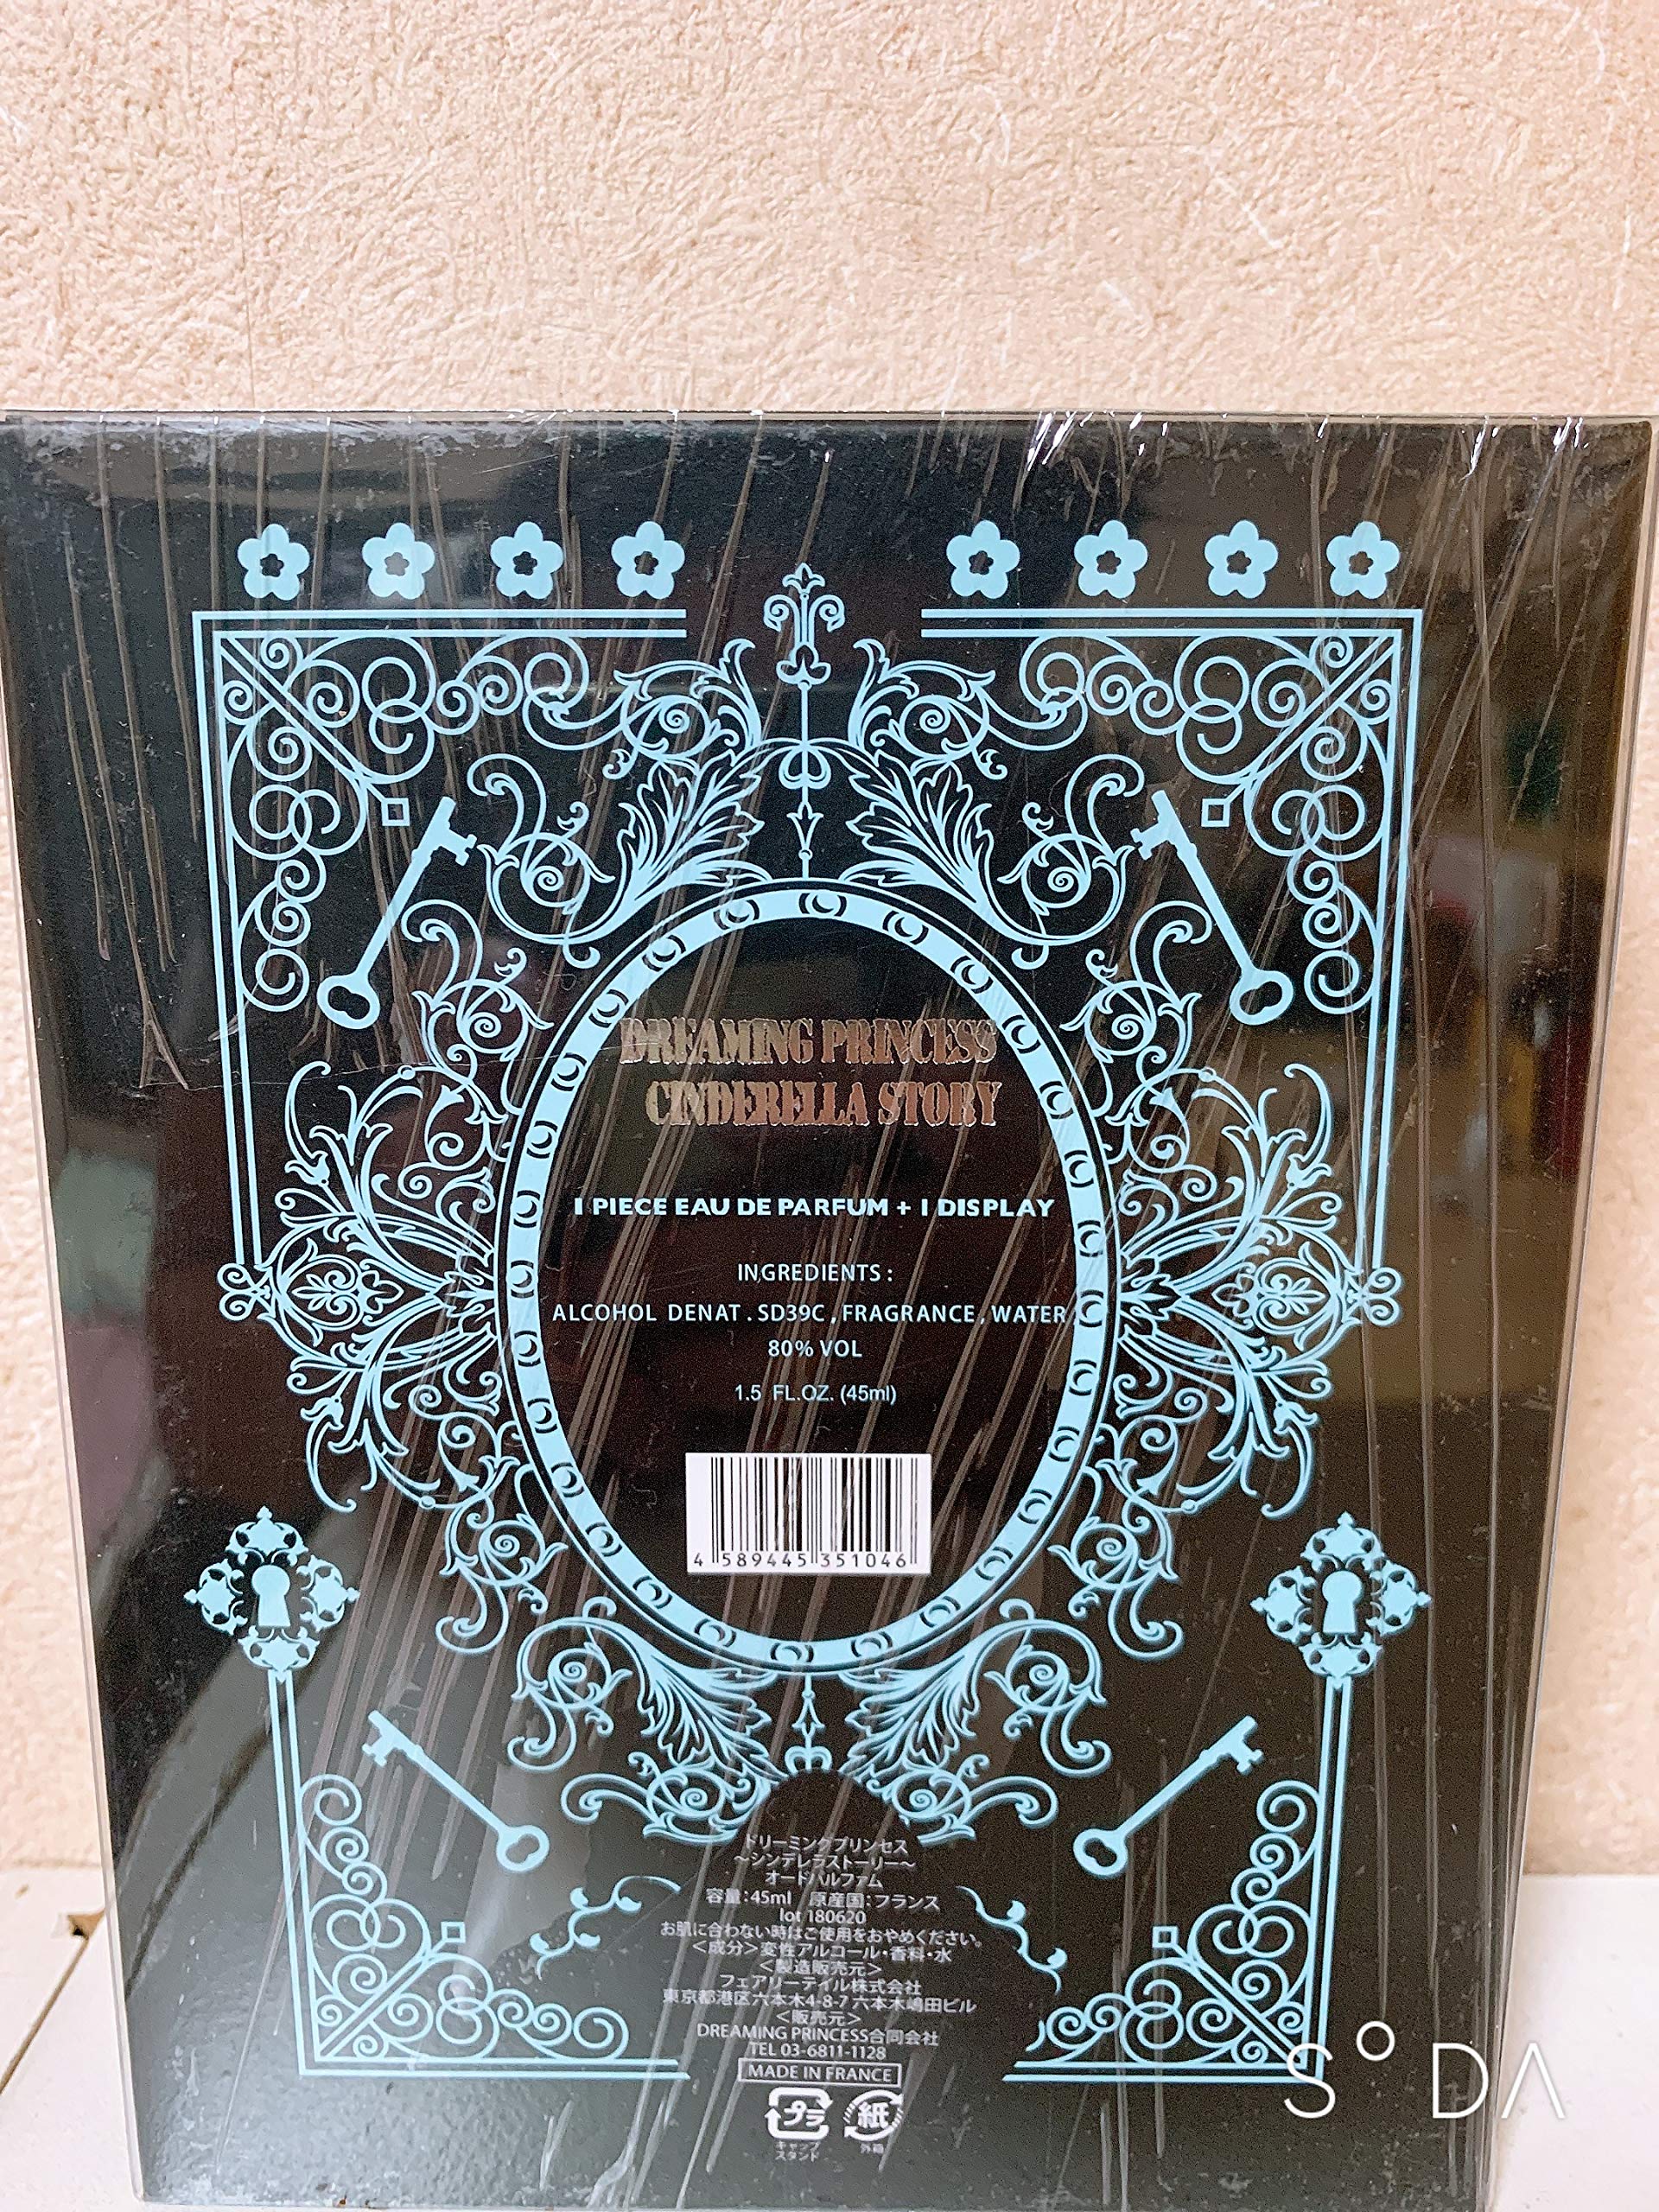 DREAMING PRINCESS
CINDERELLA STORY
1 PIECE EAU DE PARFUM + 1 DISPLAY
INGREDIENTS :
ALCOHOL DENAT . SD39C , FRAGRANCE , WATER
80% VOL
1.5 FL.OZ. (45ml)
4 589445 351046
ドリーミングプリンセス
～シンデレラストーリー～
オードパルファム
容量：45ml 原産国：フランス
lot 180620
お肌に合わない時はご使用をおやめください。
＜成分＞変性アルコール・香料・水
＜製造販売元＞
フェアリーテイル株式会社
東京都港区六本木4-8-7 六本木嶋田ビル
＜販売元＞
DREAMING PRINCESS合同会社
TEL 03-6811-1128
MADE IN FRANCE
プラ 紙
キャップ 外箱
スタンド
S°DA